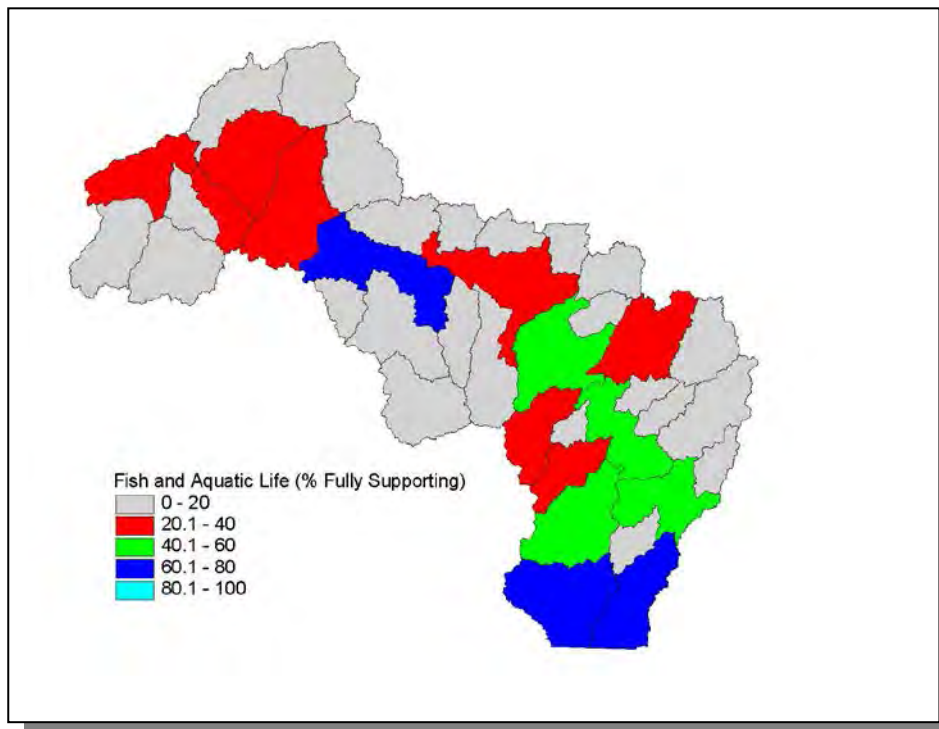 Fish and Aquatic Life (% Fully Supporting)
0 - 20
20.1 - 40
40.1 - 60
60.1 - 80
80.1 - 100